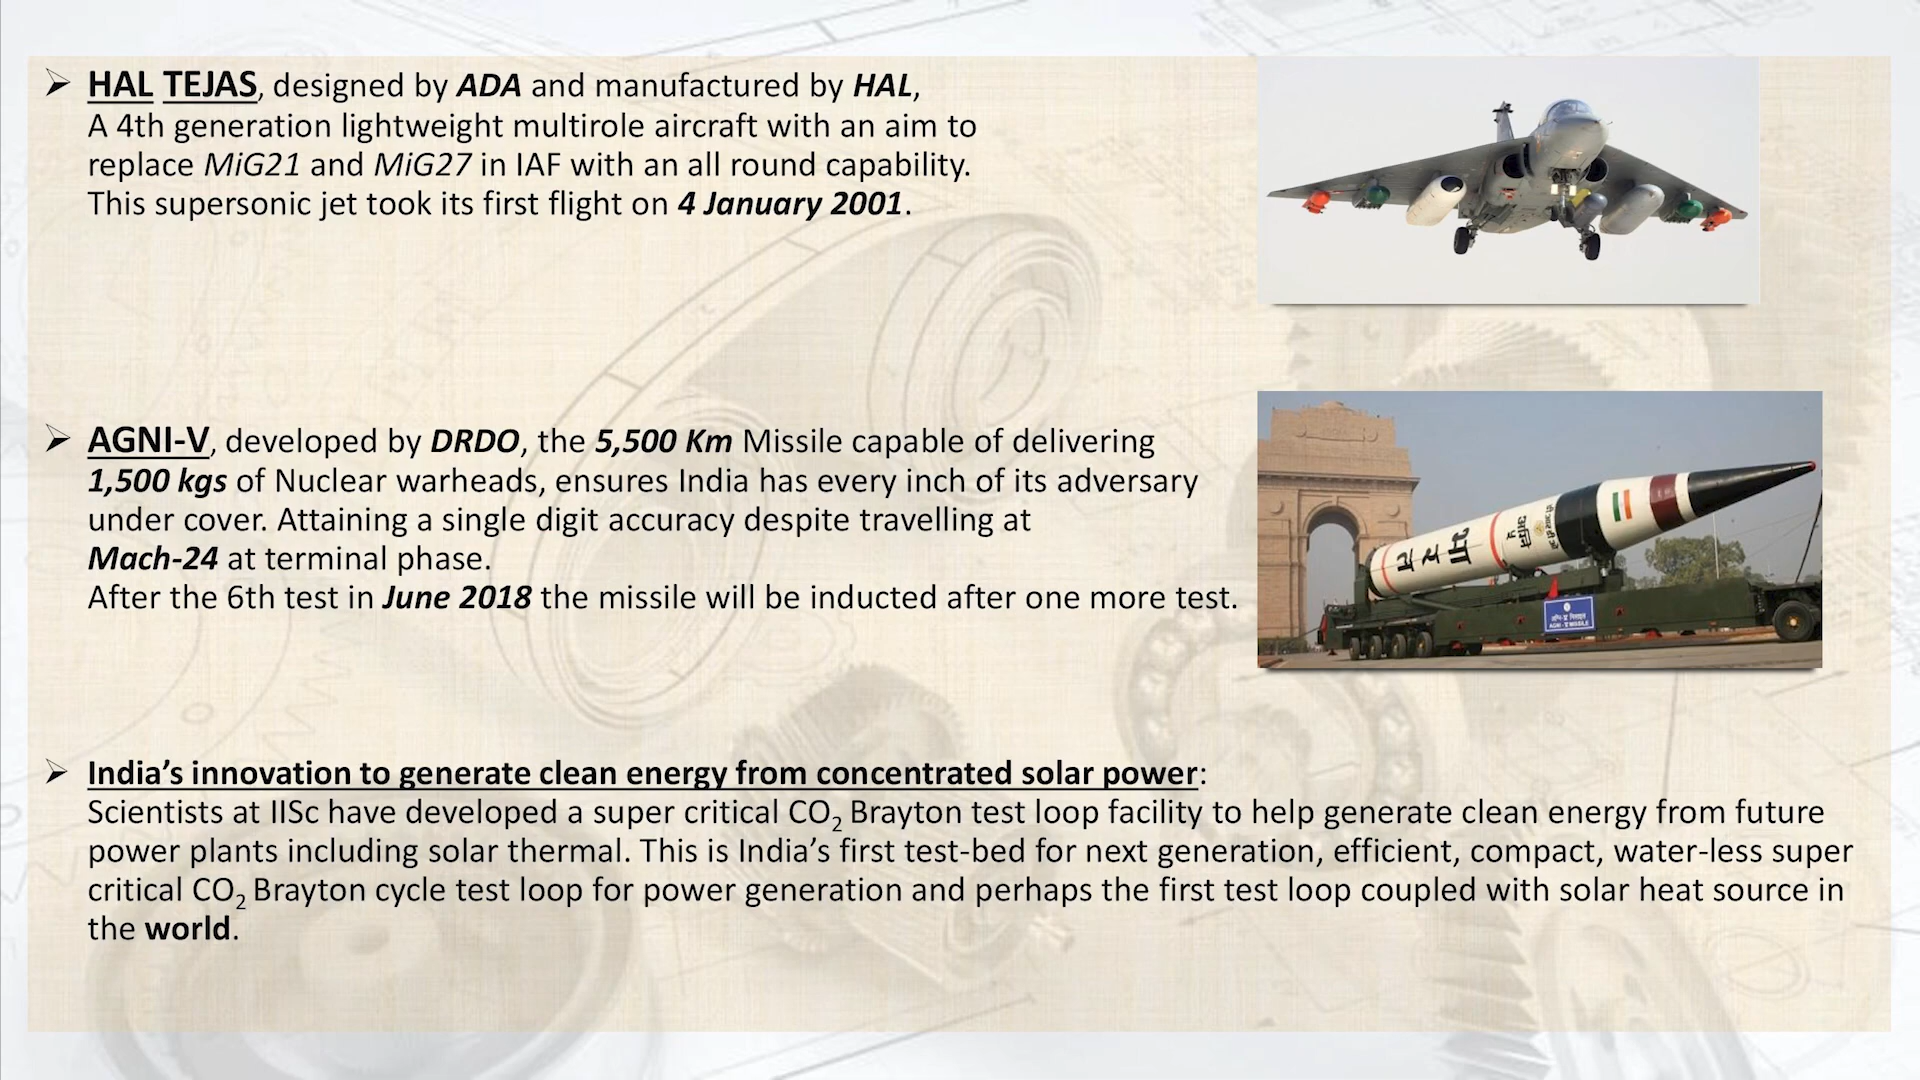 ➢ HAL TEJAS, designed by ADA and manufactured by HAL,
A 4th generation lightweight multirole aircraft with an aim to
replace MiG21 and MiG27 in IAF with an all round capability.
This supersonic jet took its first flight on 4 January 2001.
➢ AGNI-V, developed by DRDO, the 5,500 Km Missile capable of delivering
1,500 kgs of Nuclear warheads, ensures India has every inch of its adversary
under cover. Attaining a single digit accuracy despite travelling at
Mach-24 at terminal phase.
After the 6th test in June 2018 the missile will be inducted after one more test.
अग्नि
AGNI - V MISSILE
➢ India’s innovation to generate clean energy from concentrated solar power:
Scientists at IISc have developed a super critical CO₂ Brayton test loop facility to help generate clean energy from future
power plants including solar thermal. This is India’s first test-bed for next generation, efficient, compact, water-less super
critical CO₂ Brayton cycle test loop for power generation and perhaps the first test loop coupled with solar heat source in
the world.